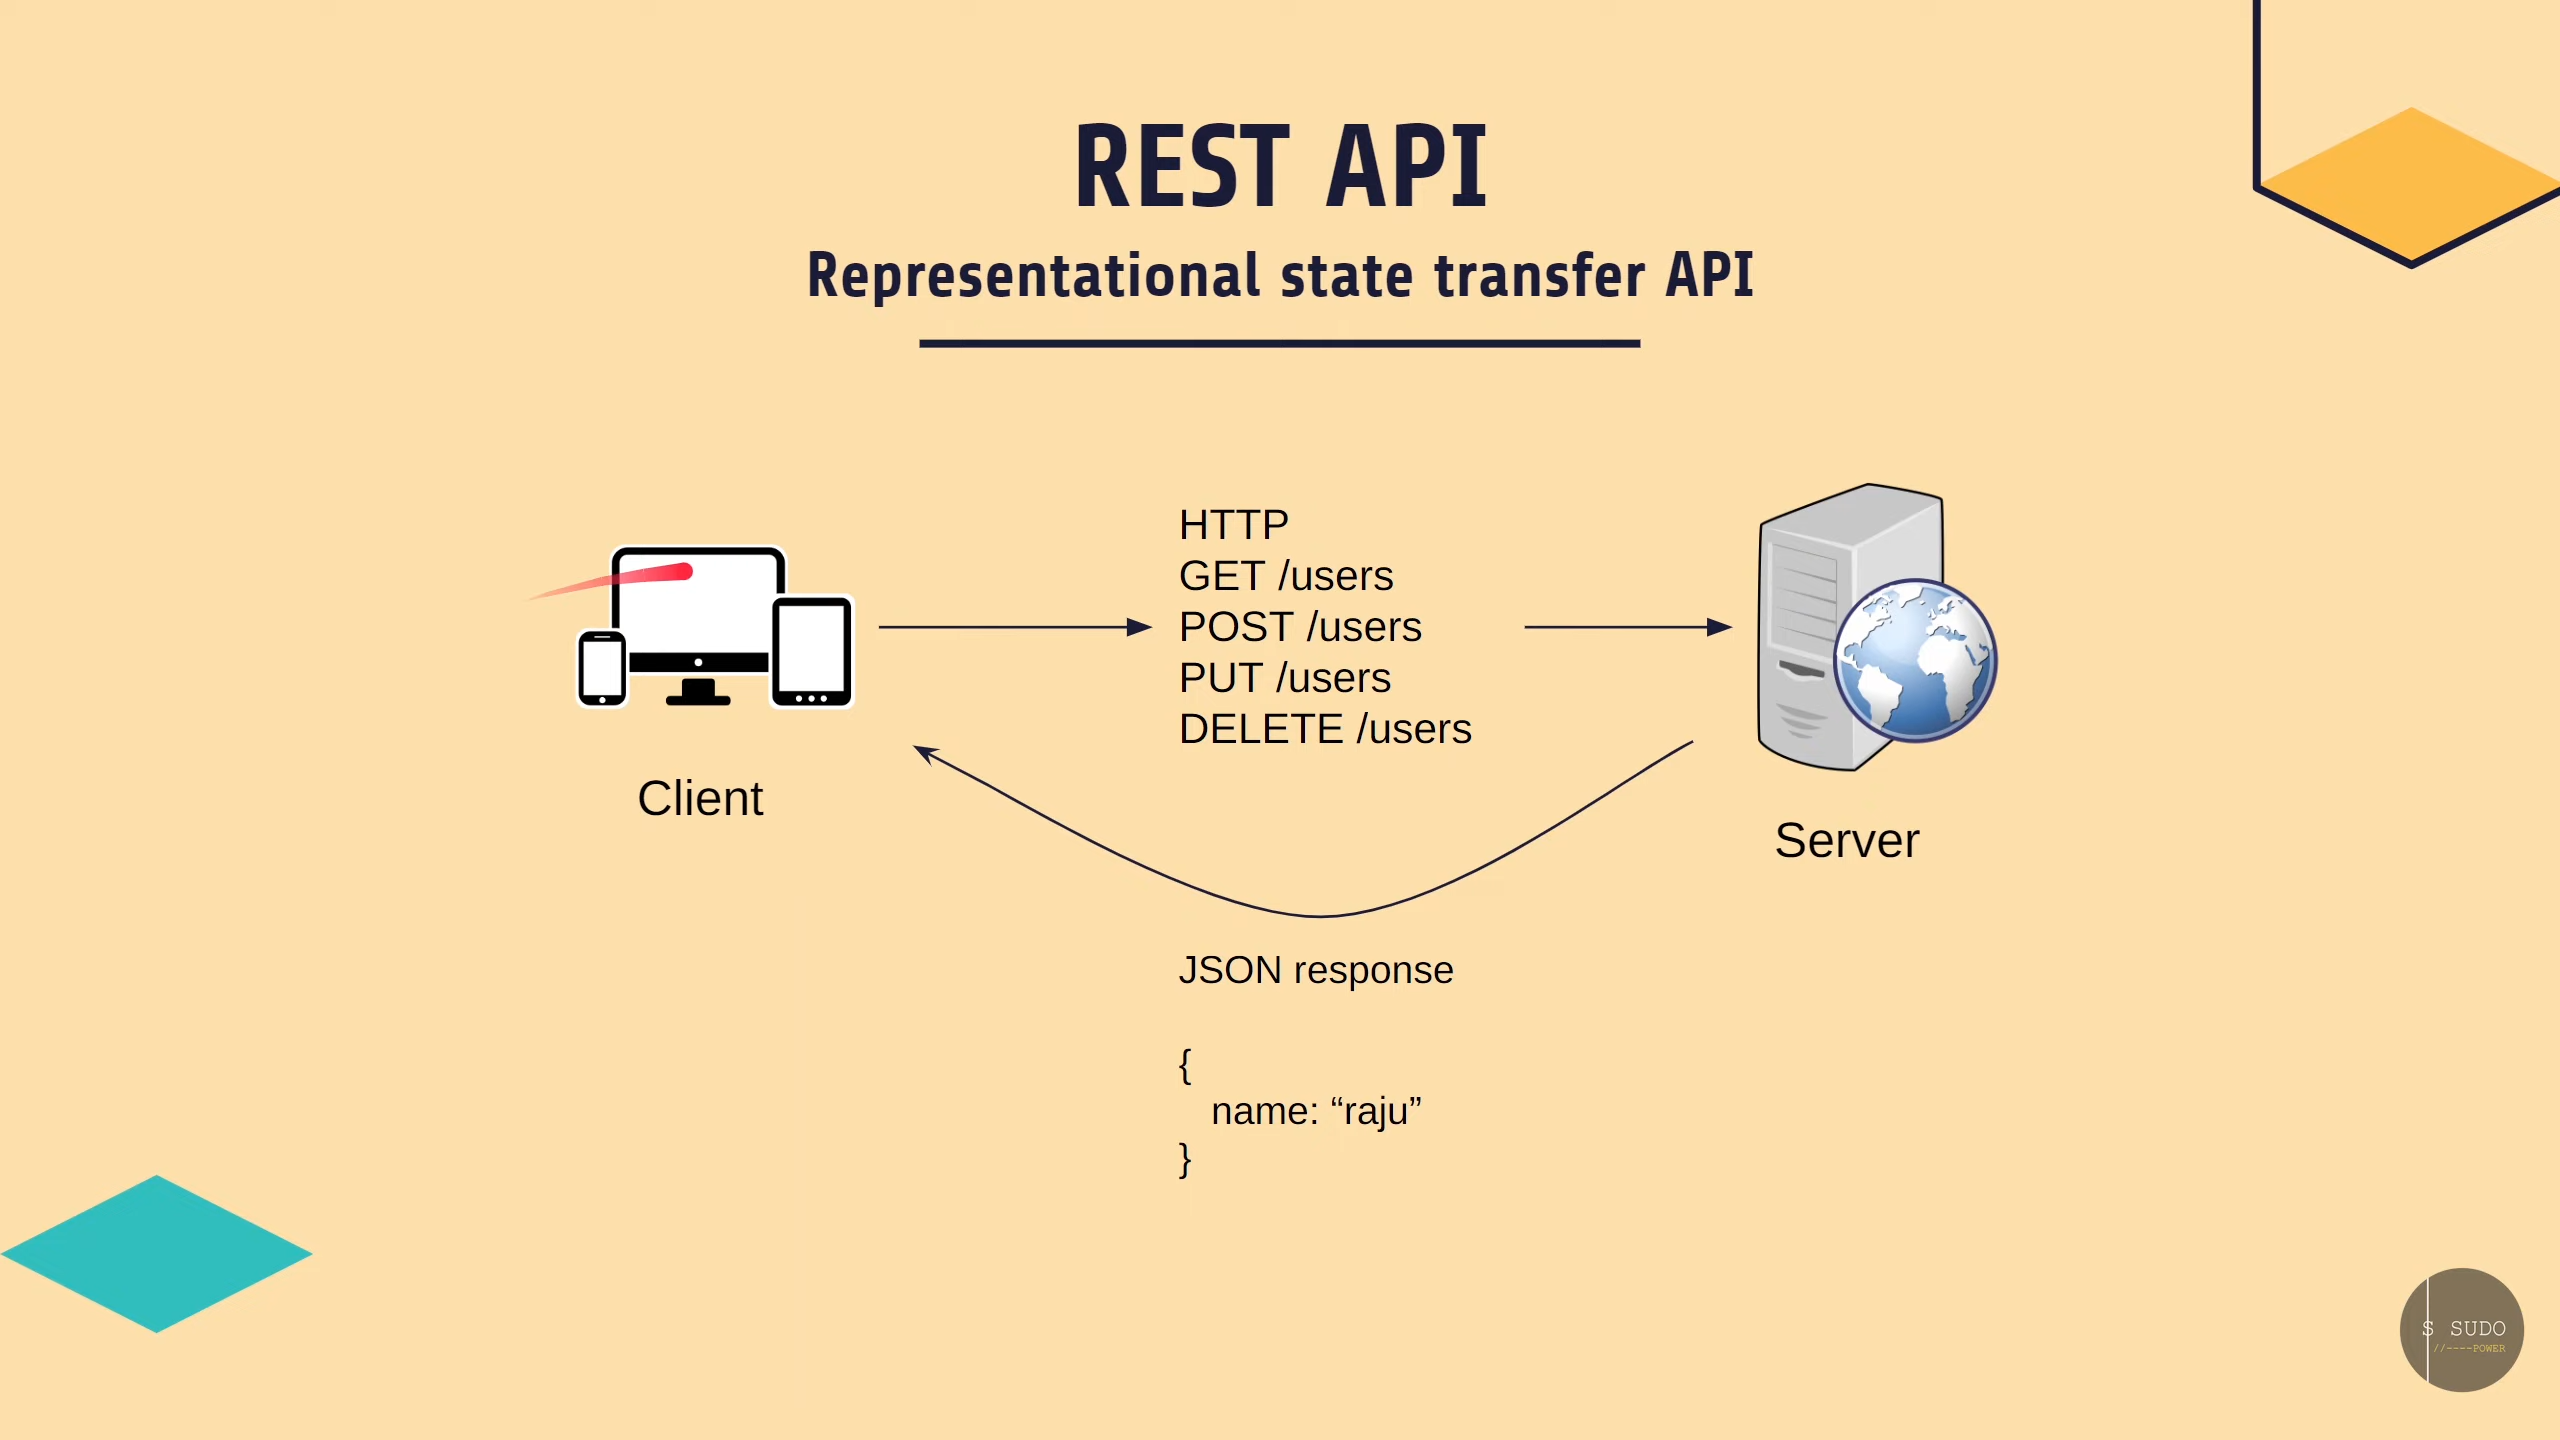 REST API
Representational state transfer API
HTTP
GET /users
POST /users
PUT /users
DELETE /users
Client
Server
JSON response
{
name: “raju”
}
S SUDO
//----POWER